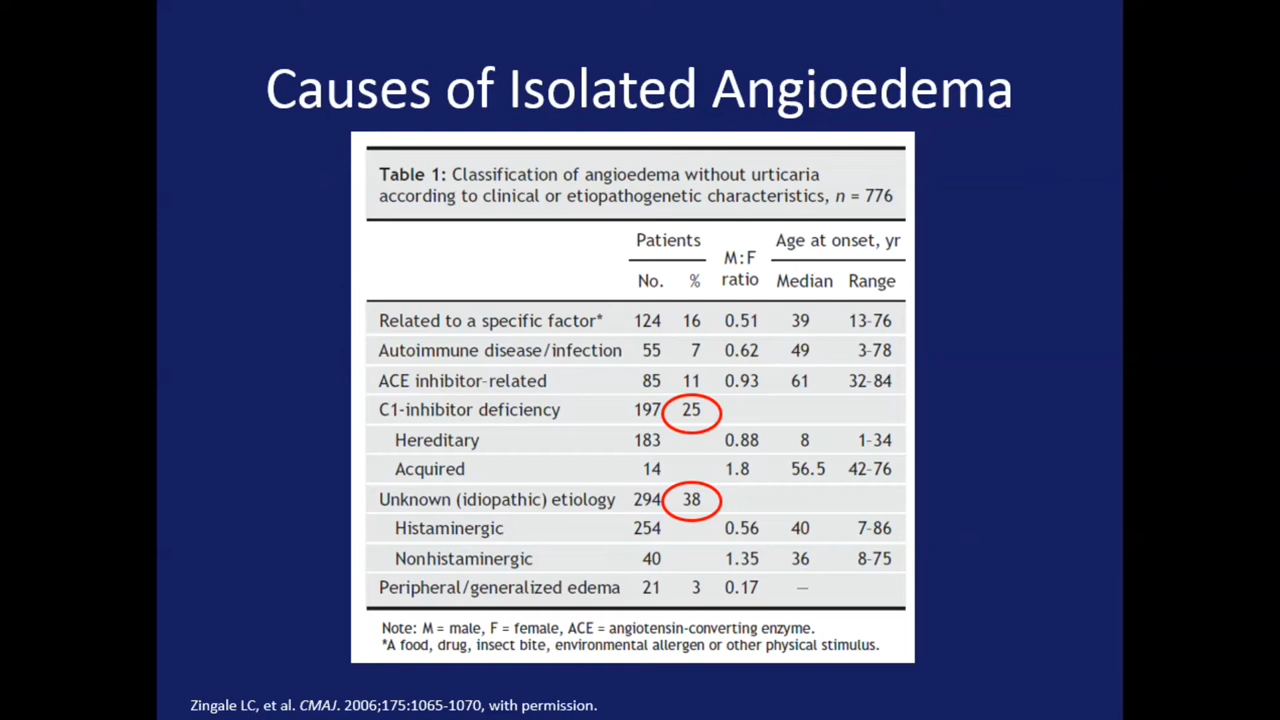 Causes of Isolated Angioedema
Table 1: Classification of angioedema without urticaria
according to clinical or etiopathogenetic characteristics, n = 776
Patients M:F ratio Age at onset, yr
No. % Median Range
Related to a specific factor* 124 16 0.51 39 13–76
Autoimmune disease/infection 55 7 0.62 49 3–78
ACE inhibitor–related 85 11 0.93 61 32–84
C1-inhibitor deficiency 197 25
Hereditary 183 0.88 8 1–34
Acquired 14 1.8 56.5 42–76
Unknown (idiopathic) etiology 294 38
Histaminergic 254 0.56 40 7–86
Nonhistaminergic 40 1.35 36 8–75
Peripheral/generalized edema 21 3 0.17 —
Note: M = male, F = female, ACE = angiotensin-converting enzyme.
*A food, drug, insect bite, environmental allergen or other physical stimulus.
Zingale LC, et al. CMAJ. 2006;175:1065-1070, with permission.